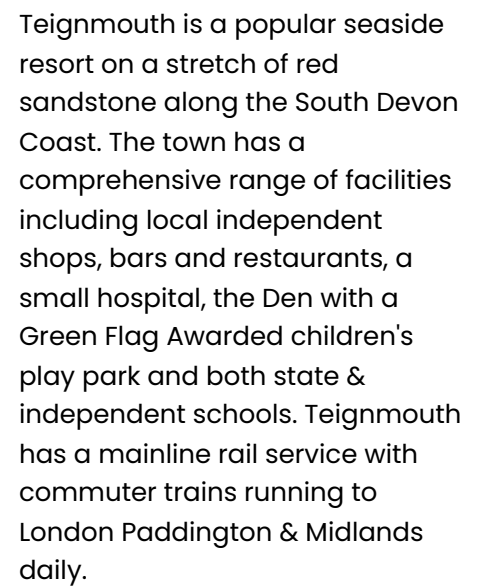 Teignmouth is a popular seaside
resort on a stretch of red
sandstone along the South Devon
Coast. The town has a
comprehensive range of facilities
including local independent
shops, bars and restaurants, a
small hospital, the Den with a
Green Flag Awarded children's
play park and both state &
independent schools. Teignmouth
has a mainline rail service with
commuter trains running to
London Paddington & Midlands
daily.